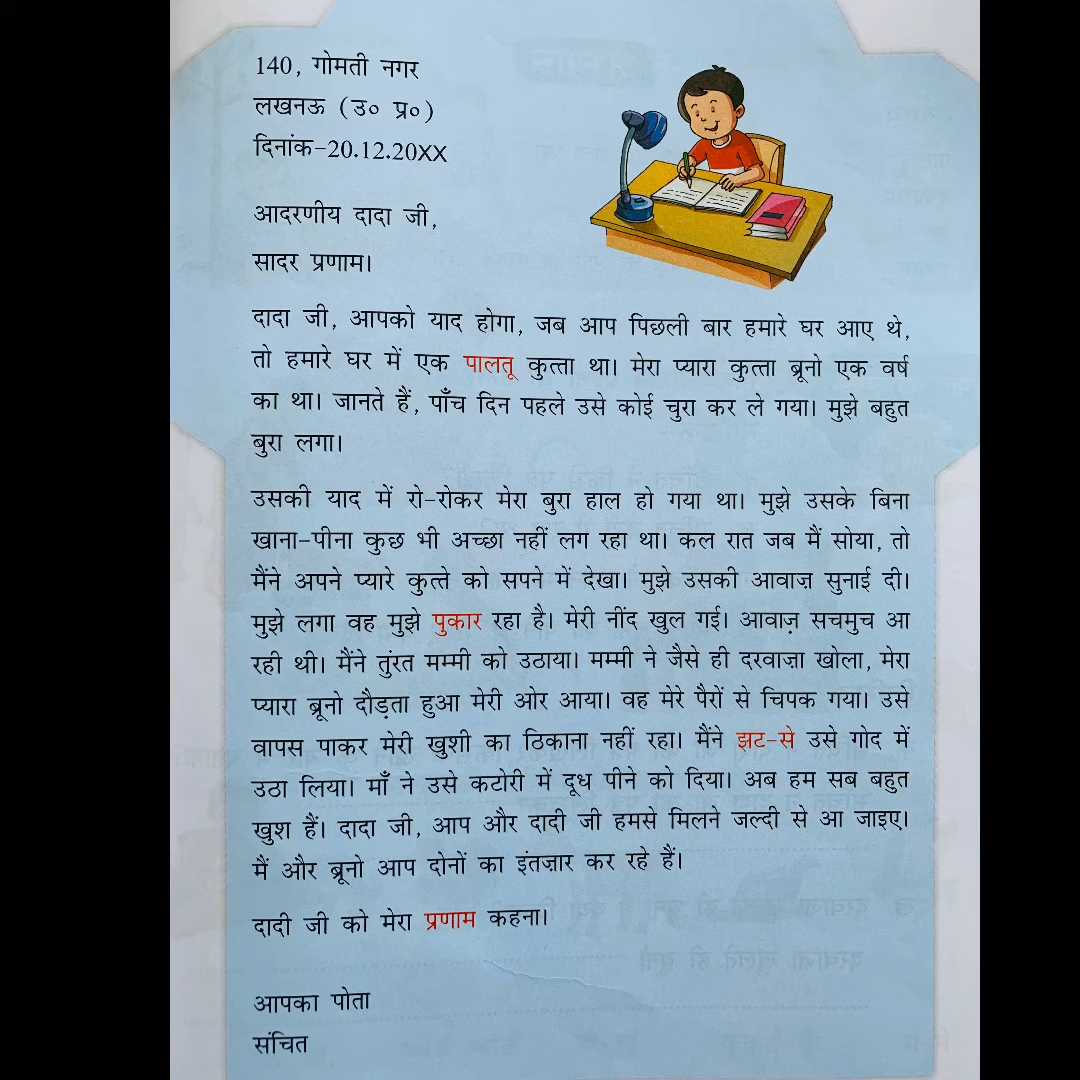 140, गोमती नगर
लखनऊ (उ० प्र०)
दिनांक-20.12.20XX
आदरणीय दादा जी,
सादर प्रणाम।
दादा जी, आपको याद होगा, जब आप पिछली बार हमारे घर आए थे,
तो हमारे घर में एक पालतू कुत्ता था। मेरा प्यारा कुत्ता ब्रूनो एक वर्ष
का था। जानते हैं, पाँच दिन पहले उसे कोई चुरा कर ले गया। मुझे बहुत
बुरा लगा।
उसकी याद में रो-रोकर मेरा बुरा हाल हो गया था। मुझे उसके बिना
खाना-पीना कुछ भी अच्छा नहीं लग रहा था। कल रात जब मैं सोया, तो
मैंने अपने प्यारे कुत्ते को सपने में देखा। मुझे उसकी आवाज़ सुनाई दी।
मुझे लगा वह मुझे पुकार रहा है। मेरी नींद खुल गई। आवाज़ सचमुच आ
रही थी। मैंने तुंरत मम्मी को उठाया। मम्मी ने जैसे ही दरवाज़ा खोला, मेरा
प्यारा ब्रूनो दौड़ता हुआ मेरी ओर आया। वह मेरे पैरों से चिपक गया। उसे
वापस पाकर मेरी खुशी का ठिकाना नहीं रहा। मैंने झट-से उसे गोद में
उठा लिया। माँ ने उसे कटोरी में दूध पीने को दिया। अब हम सब बहुत
खुश हैं। दादा जी, आप और दादी जी हमसे मिलने जल्दी से आ जाइए।
मैं और ब्रूनो आप दोनों का इंतज़ार कर रहे हैं।
दादी जी को मेरा प्रणाम कहना।
आपका पोता
संचित